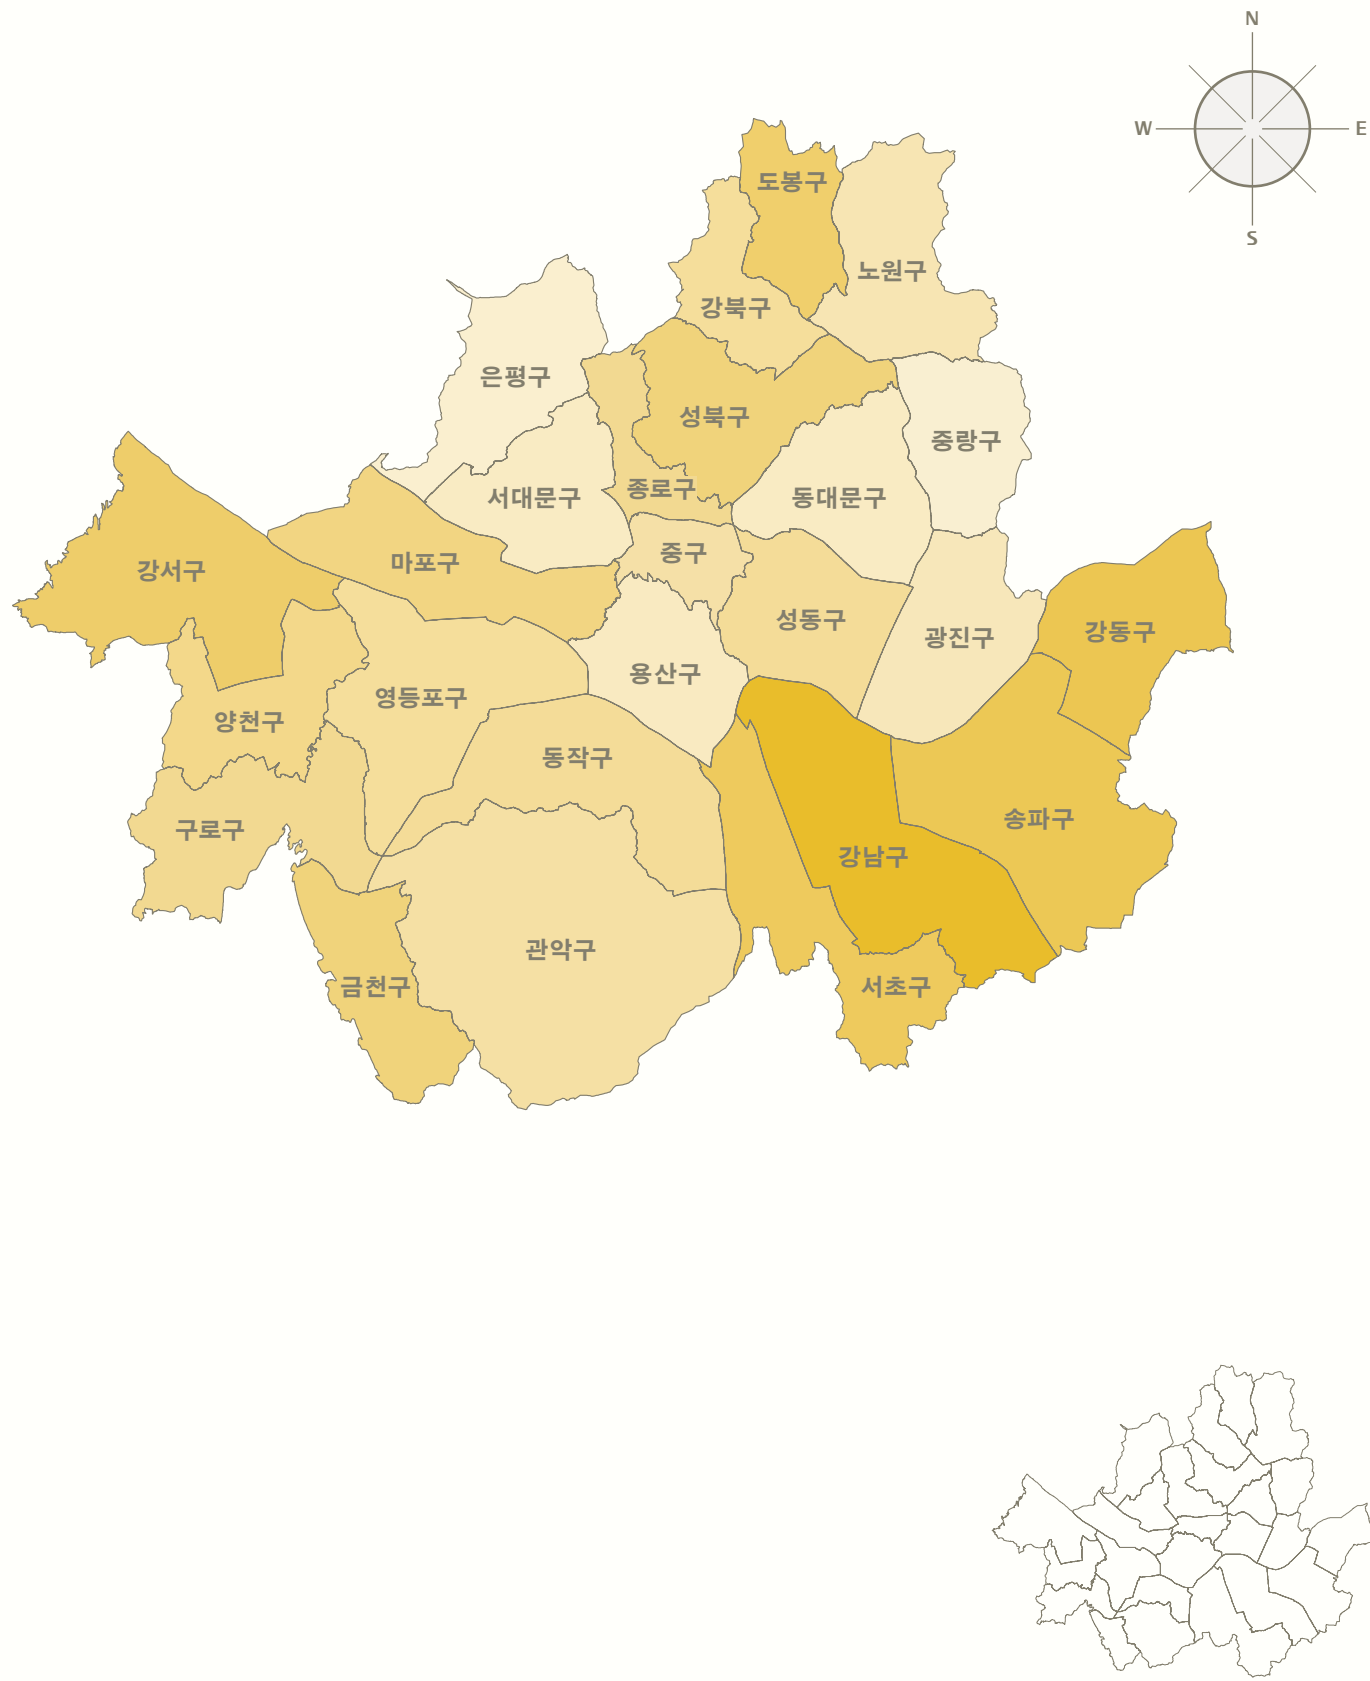 N
W
E
S
도봉구
노원구
강북구
은평구
성북구
중랑구
종로구
서대문구
동대문구
중구
마포구
강서구
성동구
강동구
광진구
용산구
영등포구
양천구
동작구
송파구
구로구
강남구
관악구
금천구
서초구